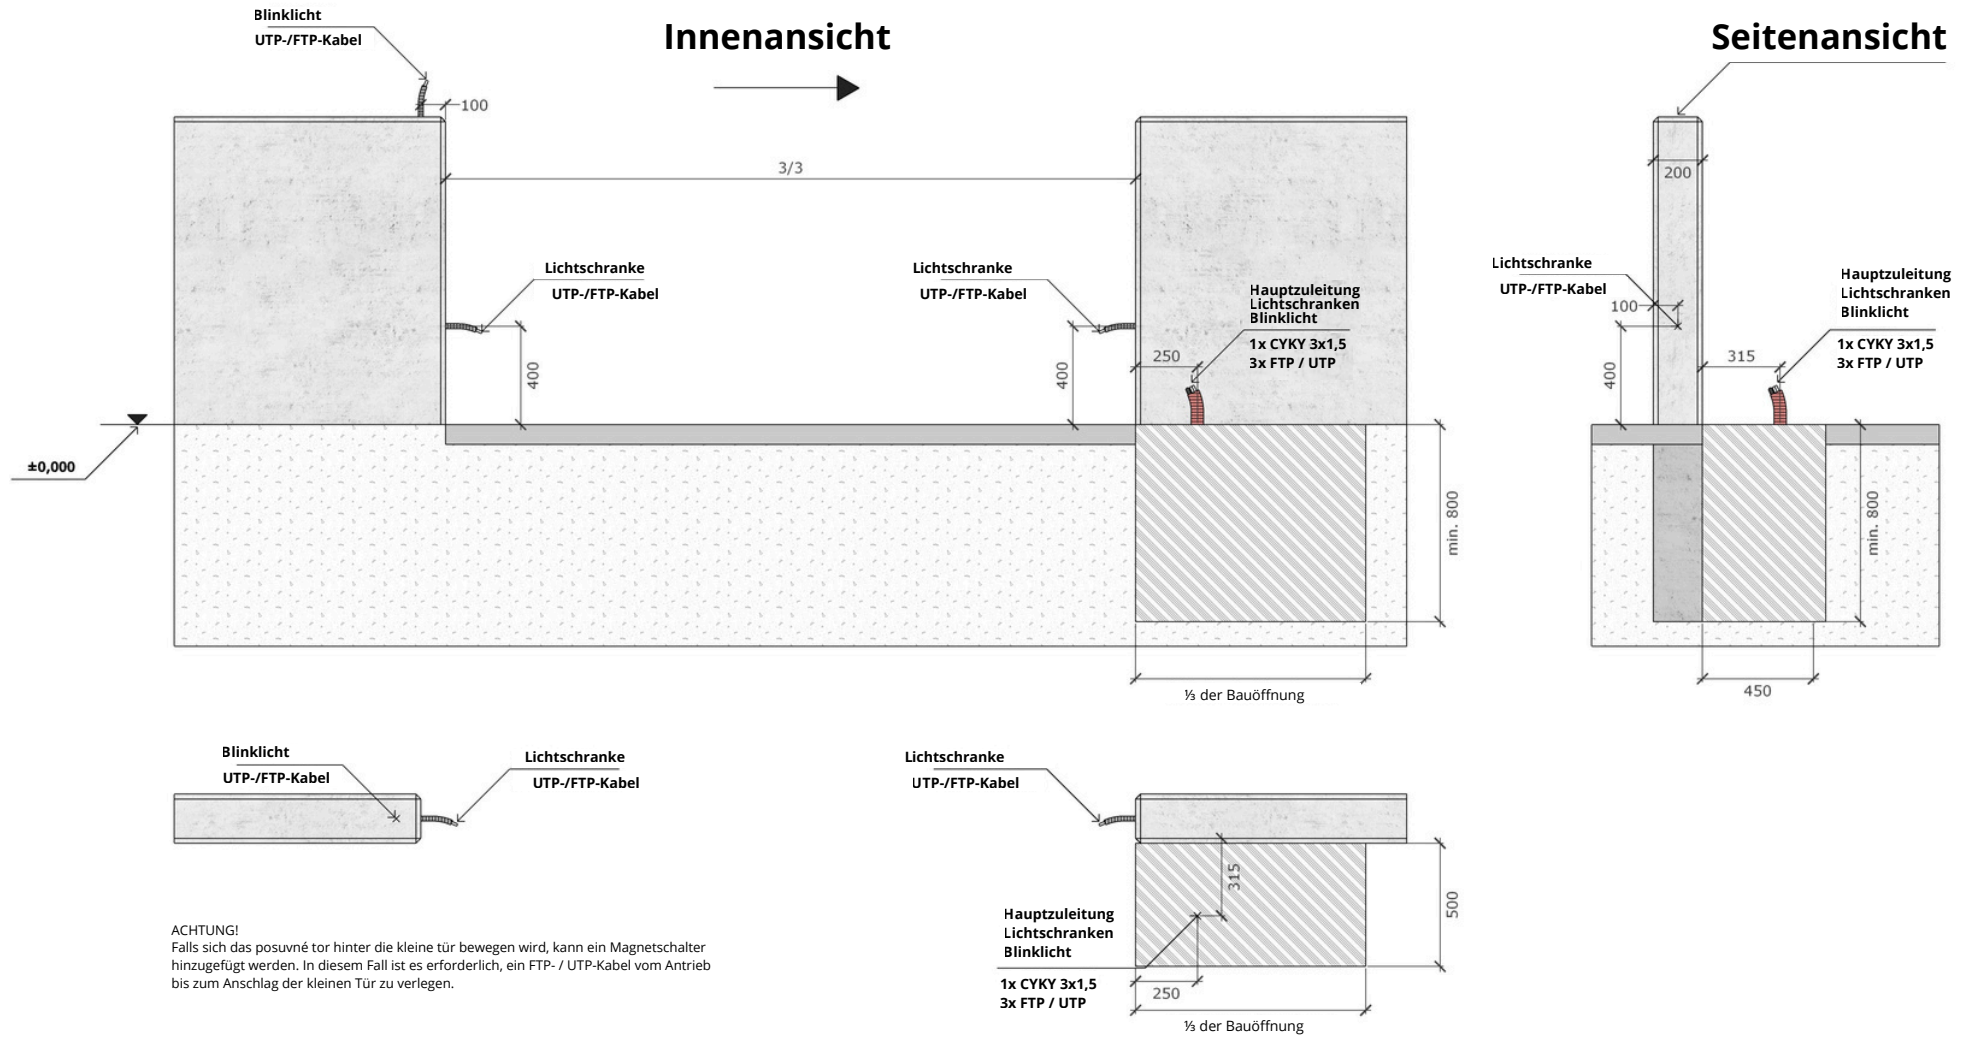 Blinklicht
UTP-/FTP-Kabel
Innenansicht
Seitenansicht
100
3/3
200
Lichtschranke
UTP-/FTP-Kabel
Lichtschranke
UTP-/FTP-Kabel
Hauptzuleitung
Lichtschranken
Blinklicht
1x CYKY 3x1,5
3x FTP / UTP
250
400
400
Lichtschranke
UTP-/FTP-Kabel
100
400
Hauptzuleitung
Lichtschranken
Blinklicht
1x CYKY 3x1,5
3x FTP / UTP
315
±0,000
min. 800
min. 800
⅓ der Bauöffnung
450
Blinklicht
UTP-/FTP-Kabel
Lichtschranke
UTP-/FTP-Kabel
Lichtschranke
UTP-/FTP-Kabel
315
500
Hauptzuleitung
Lichtschranken
Blinklicht
1x CYKY 3x1,5
3x FTP / UTP
250
⅓ der Bauöffnung
ACHTUNG!
Falls sich das posuvné tor hinter die kleine tür bewegen wird, kann ein Magnetschalter
hinzugefügt werden. In diesem Fall ist es erforderlich, ein FTP- / UTP-Kabel vom Antrieb
bis zum Anschlag der kleinen Tür zu verlegen.